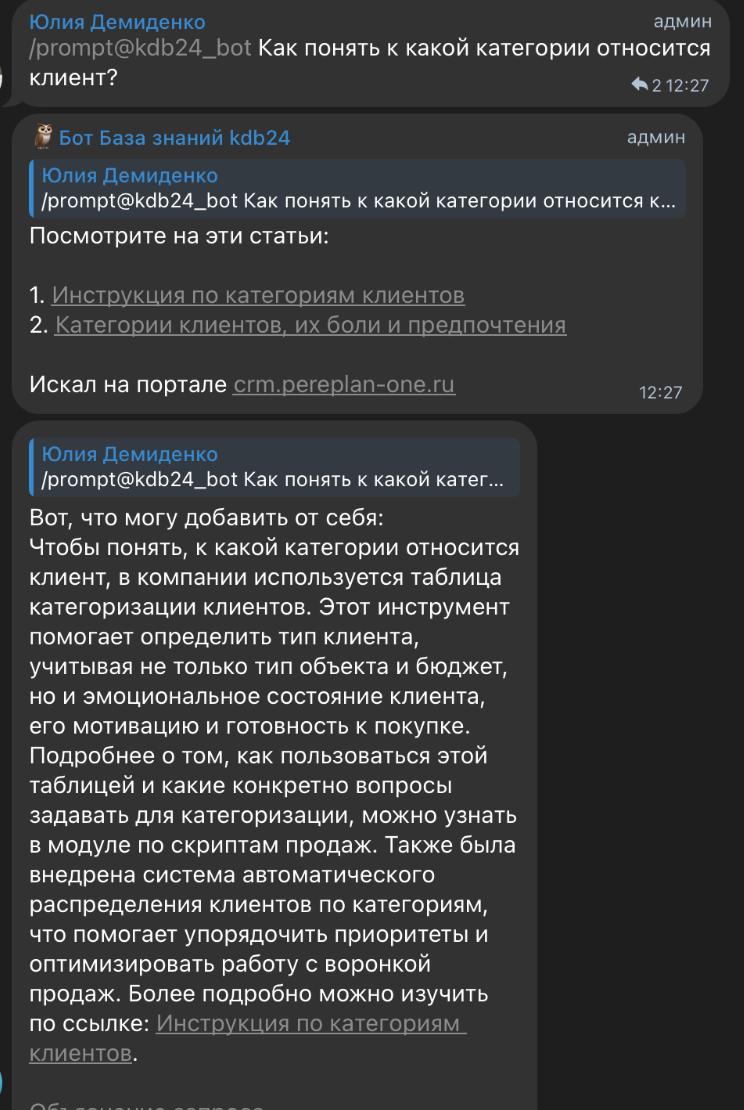 Юлия Демиденко админ
/prompt@kdb24_bot Как понять к какой категории относится
клиент?
2 12:27
Бот База знаний kdb24 админ
Юлия Демиденко
/prompt@kdb24_bot Как понять к какой категории относится к...
Посмотрите на эти статьи:
1. Инструкция по категориям клиентов
2. Категории клиентов, их боли и предпочтения
Искал на портале crm.pereplan-one.ru
12:27
Юлия Демиденко
/prompt@kdb24_bot Как понять к какой катег...
Вот, что могу добавить от себя:
Чтобы понять, к какой категории относится
клиент, в компании используется таблица
категоризации клиентов. Этот инструмент
помогает определить тип клиента,
учитывая не только тип объекта и бюджет,
но и эмоциональное состояние клиента,
его мотивацию и готовность к покупке.
Подробнее о том, как пользоваться этой
таблицей и какие конкретно вопросы
задавать для категоризации, можно узнать
в модуле по скриптам продаж. Также была
внедрена система автоматического
распределения клиентов по категориям,
что помогает упорядочить приоритеты и
оптимизировать работу с воронкой
продаж. Более подробно можно изучить
по ссылке: Инструкция по категориям
клиентов.